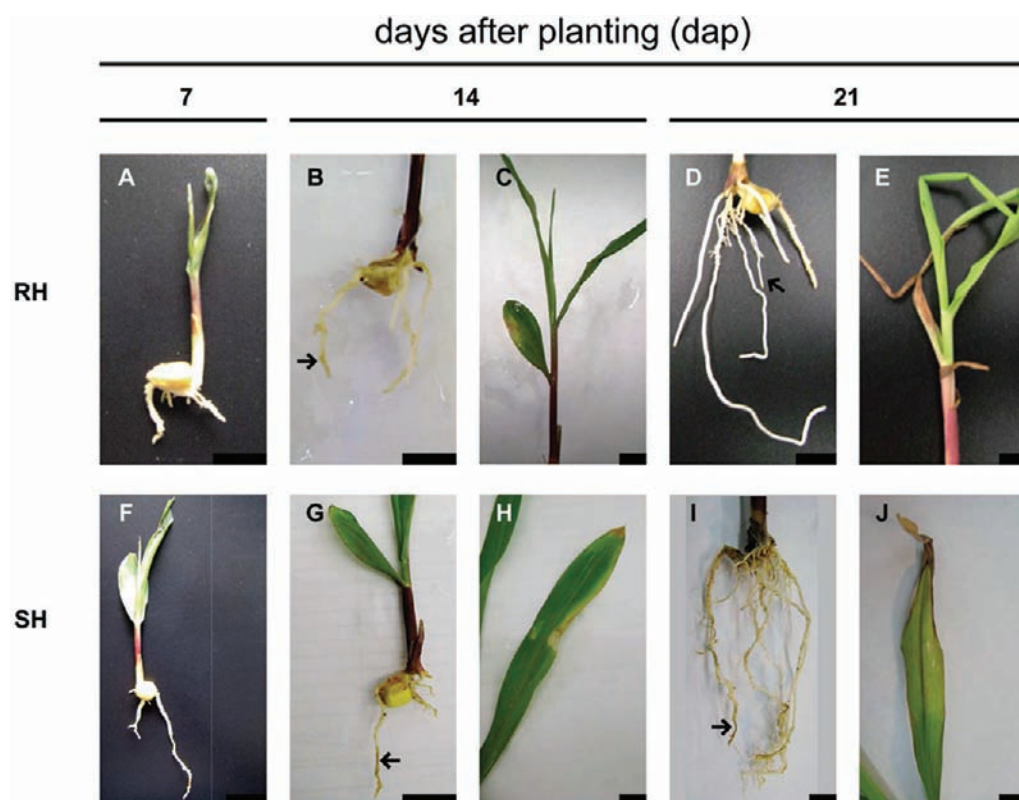 days after planting (dap)
7 14 21
A B C D E
RH
F G H I J
SH